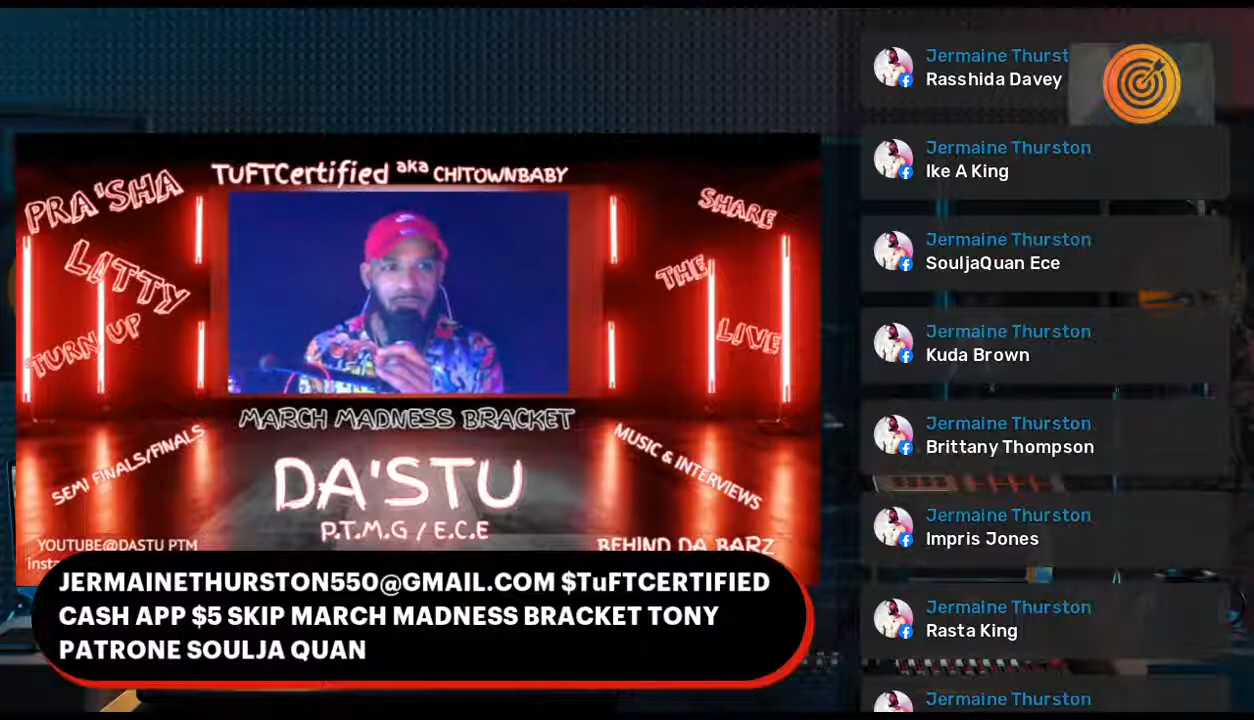 TUFTCertified aka CHITOWNBABY
PRA'SHA
LITTY
TURN UP
SHARE
THE
LIVE
MARCH MADNESS BRACKET
SEMI FINALS/FINALS
MUSIC & INTERVIEWS
DA'STU
P.T.M.G / E.C.E
YOUTUBE@DASTU PTM
BEHIND DA BARZ
JERMAINETHURSTON550@GMAIL.COM $TuFTCERTIFIED
CASH APP $5 SKIP MARCH MADNESS BRACKET TONY
PATRONE SOULJA QUAN
Jermaine Thurst
Rasshida Davey
Jermaine Thurston
Ike A King
Jermaine Thurston
SouljaQuan Ece
Jermaine Thurston
Kuda Brown
Jermaine Thurston
Brittany Thompson
Jermaine Thurston
Impris Jones
Jermaine Thurston
Rasta King
Jermaine Thurston